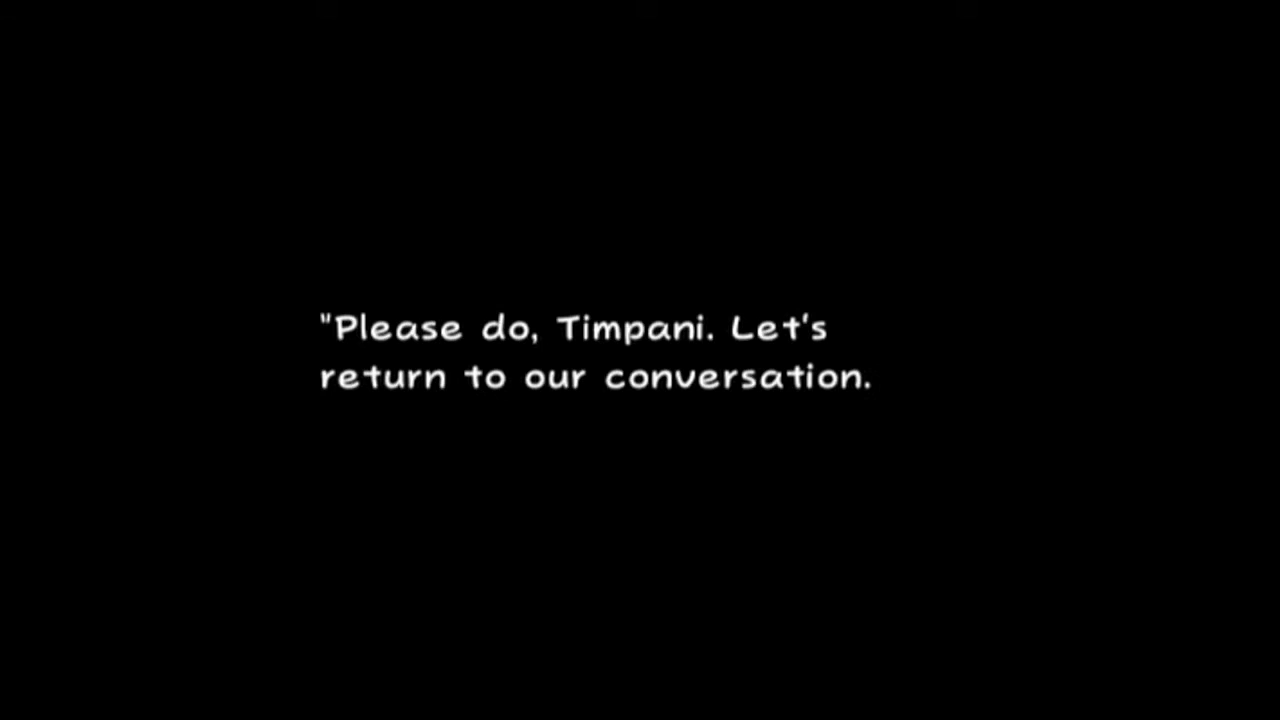 "Please do, Timpani. Let's
return to our conversation.